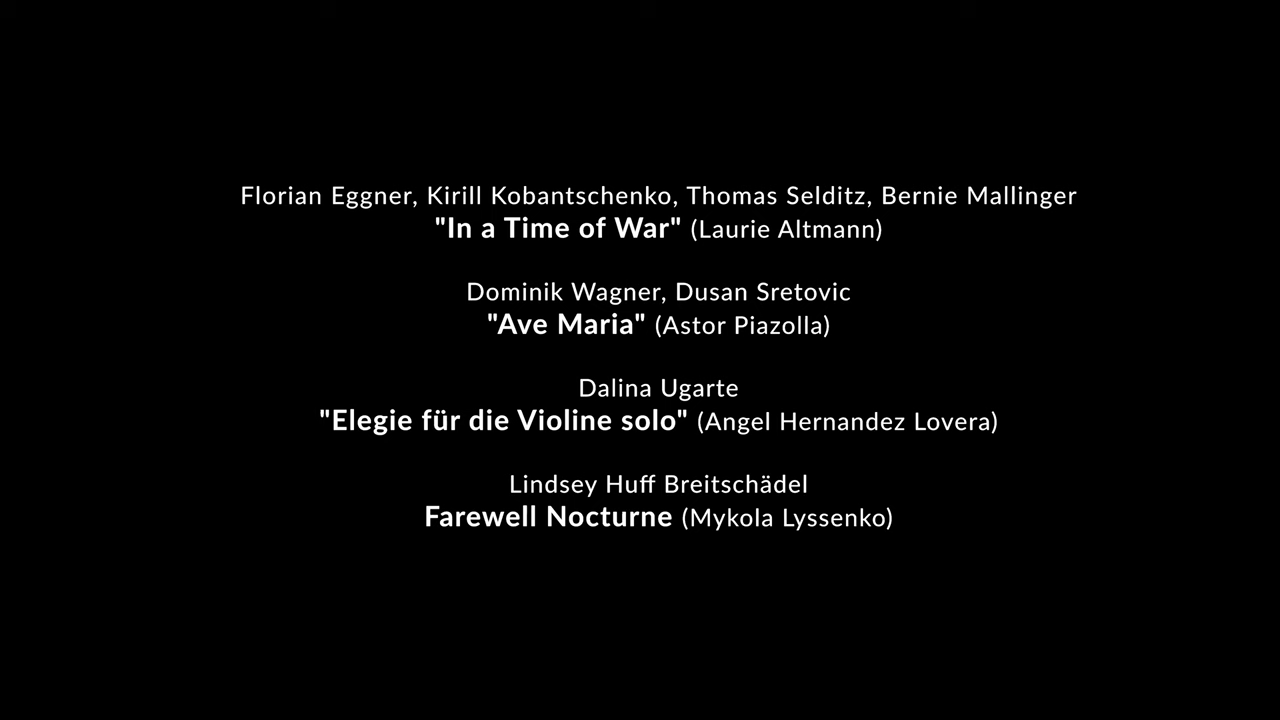 Florian Eggner, Kirill Kobantschenko, Thomas Selditz, Bernie Mallinger
"In a Time of War" (Laurie Altmann)
Dominik Wagner, Dusan Sretovic
"Ave Maria" (Astor Piazolla)
Dalina Ugarte
"Elegie für die Violine solo" (Angel Hernandez Lovera)
Lindsey Huff Breitschädel
Farewell Nocturne (Mykola Lyssenko)